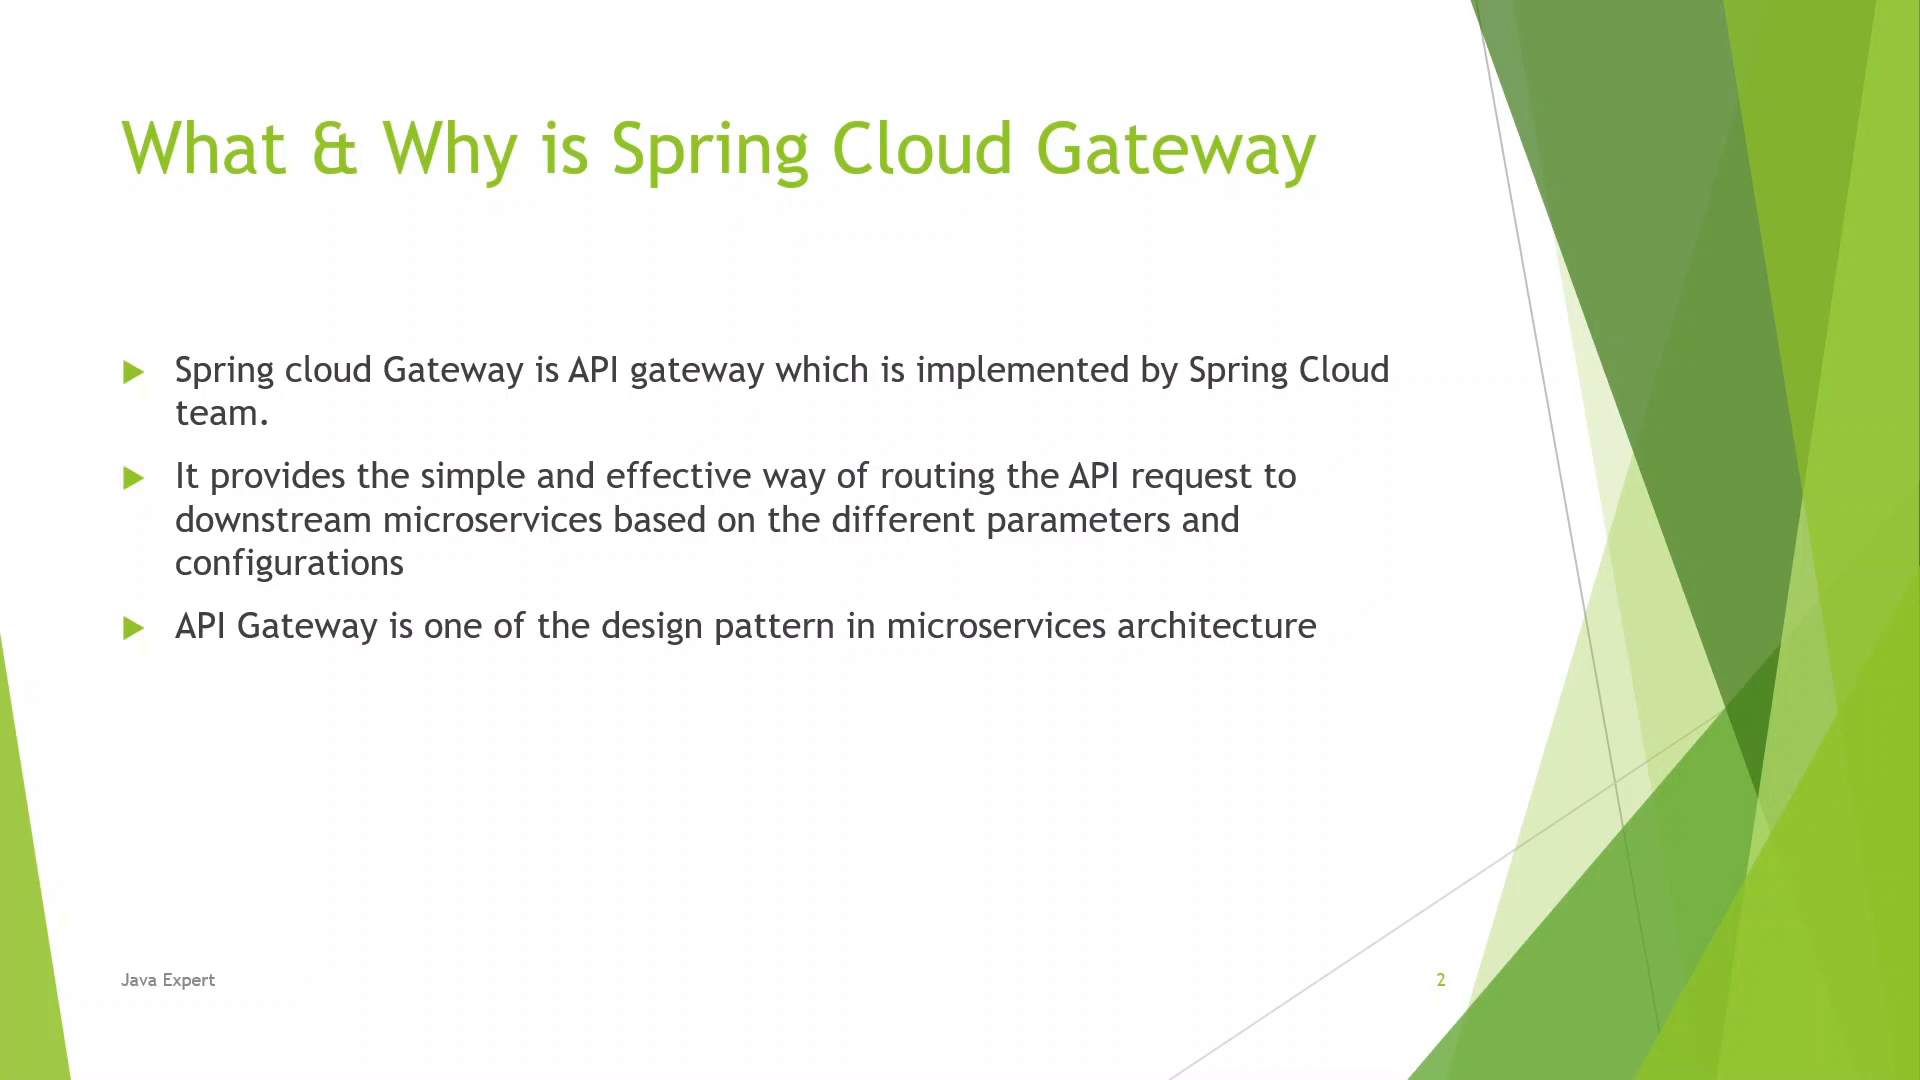 What & Why is Spring Cloud Gateway
Spring cloud Gateway is API gateway which is implemented by Spring Cloud
team.
It provides the simple and effective way of routing the API request to
downstream microservices based on the different parameters and
configurations
API Gateway is one of the design pattern in microservices architecture
Java Expert
2